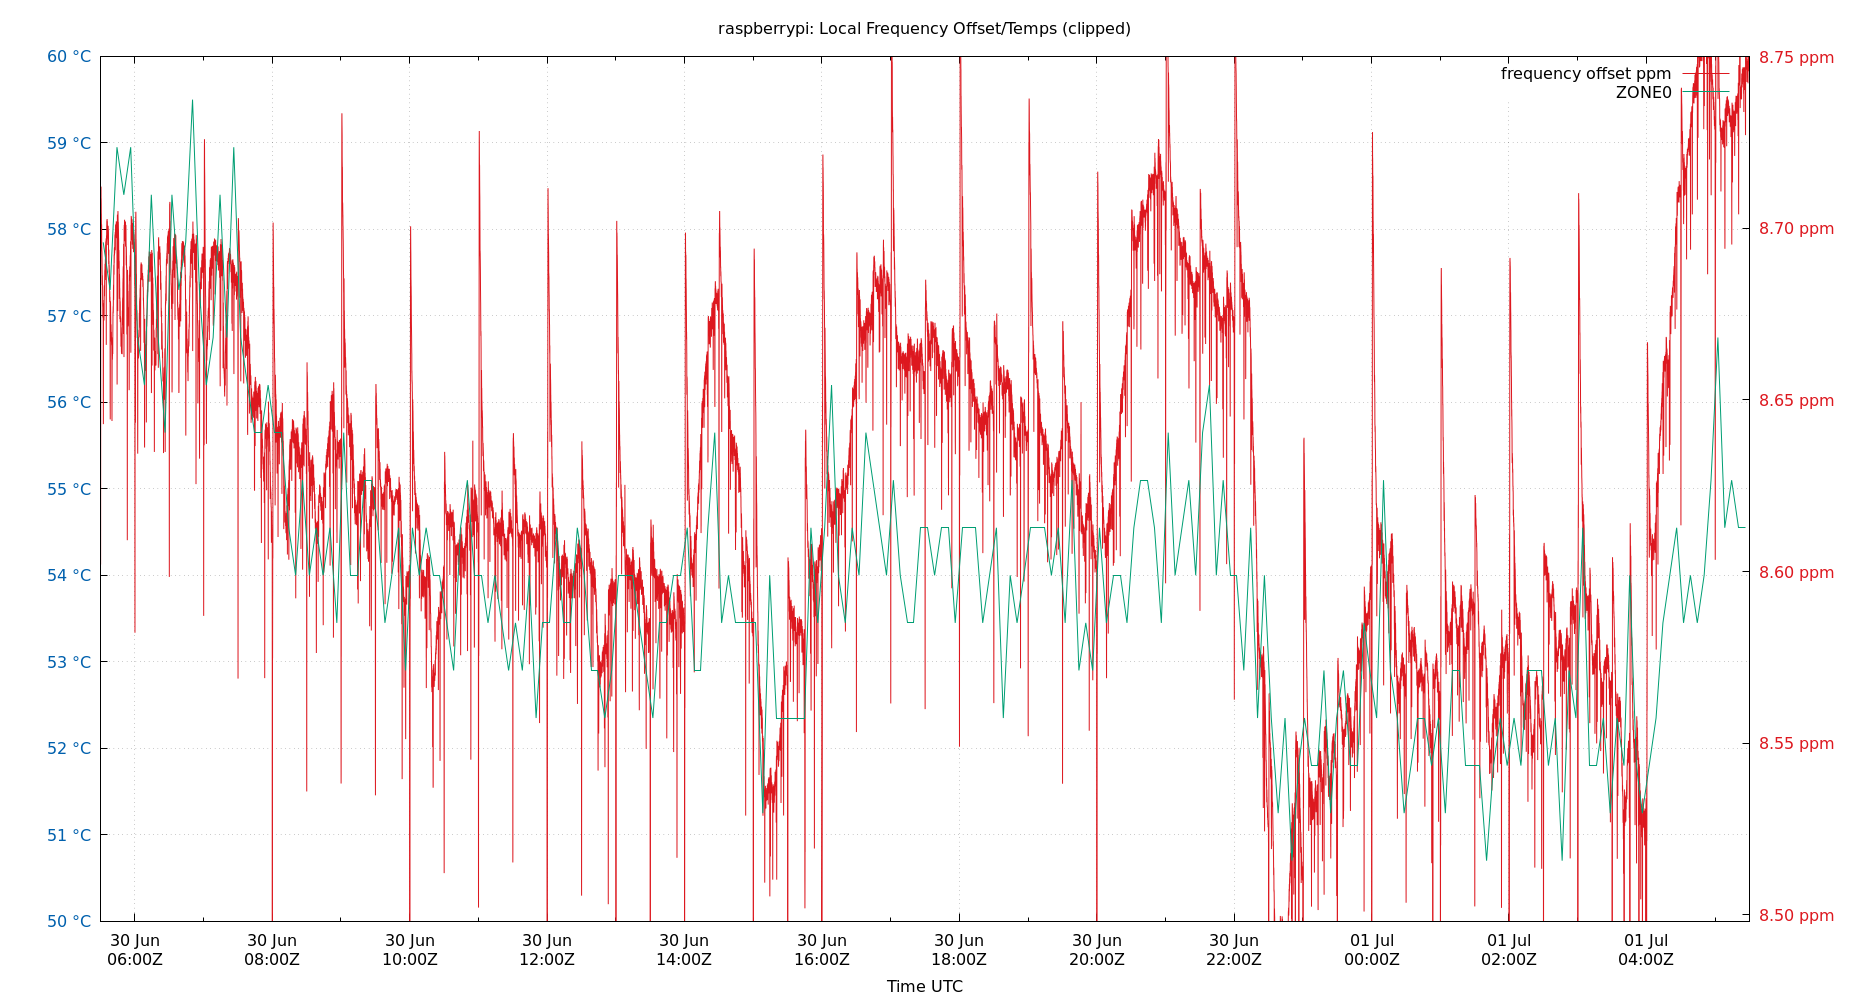 raspberrypi: Local Frequency Offset/Temps (clipped)
60 °C
59 °C
58 °C
57 °C
56 °C
55 °C
54 °C
53 °C
52 °C
51 °C
50 °C
8.75 ppm
8.70 ppm
8.65 ppm
8.60 ppm
8.55 ppm
8.50 ppm
frequency offset ppm
ZONE0
30 Jun
06:00Z
30 Jun
08:00Z
30 Jun
10:00Z
30 Jun
12:00Z
30 Jun
14:00Z
30 Jun
16:00Z
30 Jun
18:00Z
30 Jun
20:00Z
30 Jun
22:00Z
01 Jul
00:00Z
01 Jul
02:00Z
01 Jul
04:00Z
Time UTC